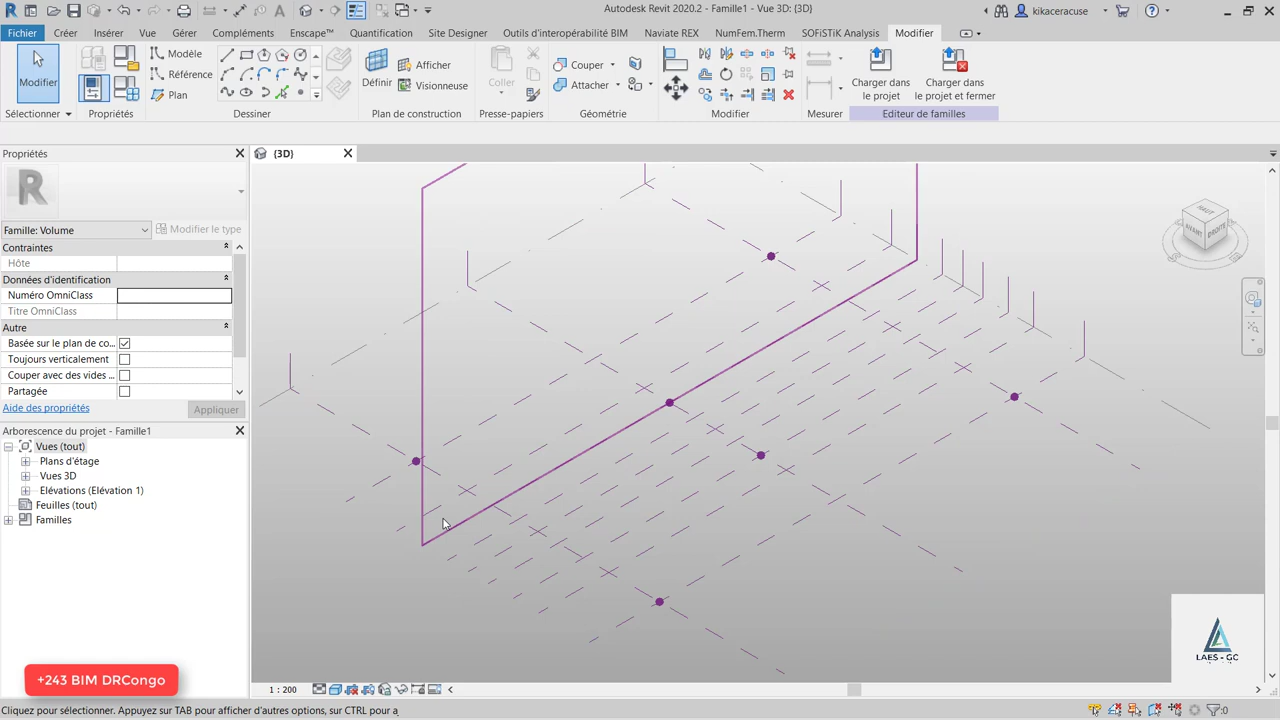 Autodesk Revit 2020.2 - Famille1 - Vue 3D: {3D}
kikaceracuse
Fichier Créer Insérer Vue Gérer Compléments Enscape™ Quantification Site Designer Outils d'interopérabilité BIM Naviate REX NumFem.Therm SOFiSTiK Analysis Modifier
Modifier
Sélectionner
Propriétés
Modèle
Référence
Plan
Dessiner
Définir
Afficher
Visionneuse
Plan de construction
Coller
Presse-papiers
Couper
Attacher
Géométrie
Modifier
Mesurer
Charger dans le projet
Charger dans le projet et fermer
Editeur de familles
Propriétés
{3D}
Famille: Volume
Modifier le type
Contraintes
Hôte
Données d'identification
Numéro OmniClass
Titre OmniClass
Autre
Basée sur le plan de co...
Toujours verticalement
Couper avec des vides ...
Partagée
Aide des propriétés
Appliquer
Arborescence du projet - Famille1
Vues (tout)
Plans d'étage
Vues 3D
Elévations (Elévation 1)
Feuilles (tout)
Familles
HAUT
AVANT
DROITE
LAES - GC
+243 BIM DRCongo
1 : 200
Cliquez pour sélectionner. Appuyez sur TAB pour afficher d'autres options, sur CTRL pour a
:0